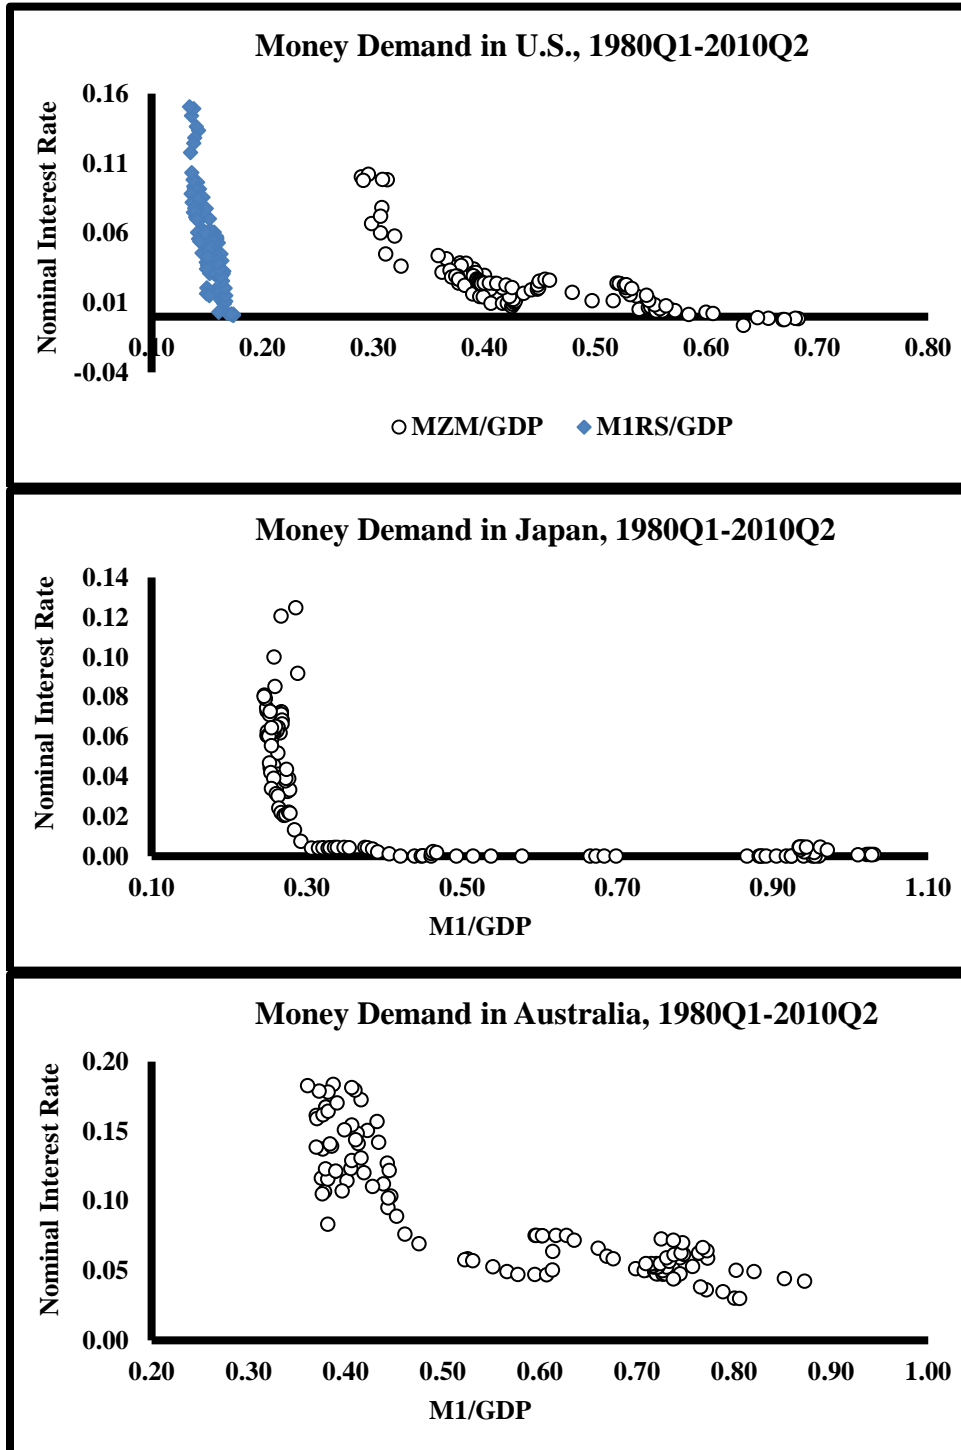 Money Demand in U.S., 1980Q1-2010Q2
Nominal Interest Rate
0.16
0.11
0.06
0.01
-0.04
0.10 0.20 0.30 0.40 0.50 0.60 0.70 0.80
MZM/GDP M1RS/GDP
Money Demand in Japan, 1980Q1-2010Q2
Nominal Interest Rate
0.14
0.12
0.10
0.08
0.06
0.04
0.02
0.00
0.10 0.30 0.50 0.70 0.90 1.10
M1/GDP
Money Demand in Australia, 1980Q1-2010Q2
Nominal Interest Rate
0.20
0.15
0.10
0.05
0.00
0.20 0.30 0.40 0.50 0.60 0.70 0.80 0.90 1.00
M1/GDP